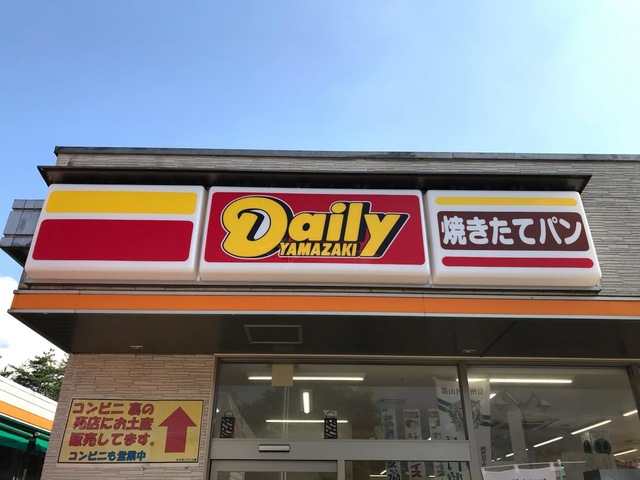 Daily
YAMAZAKI
焼きたてパン
コンビニ裏の
売店にお土産
販売してます。
コンビニも営業中